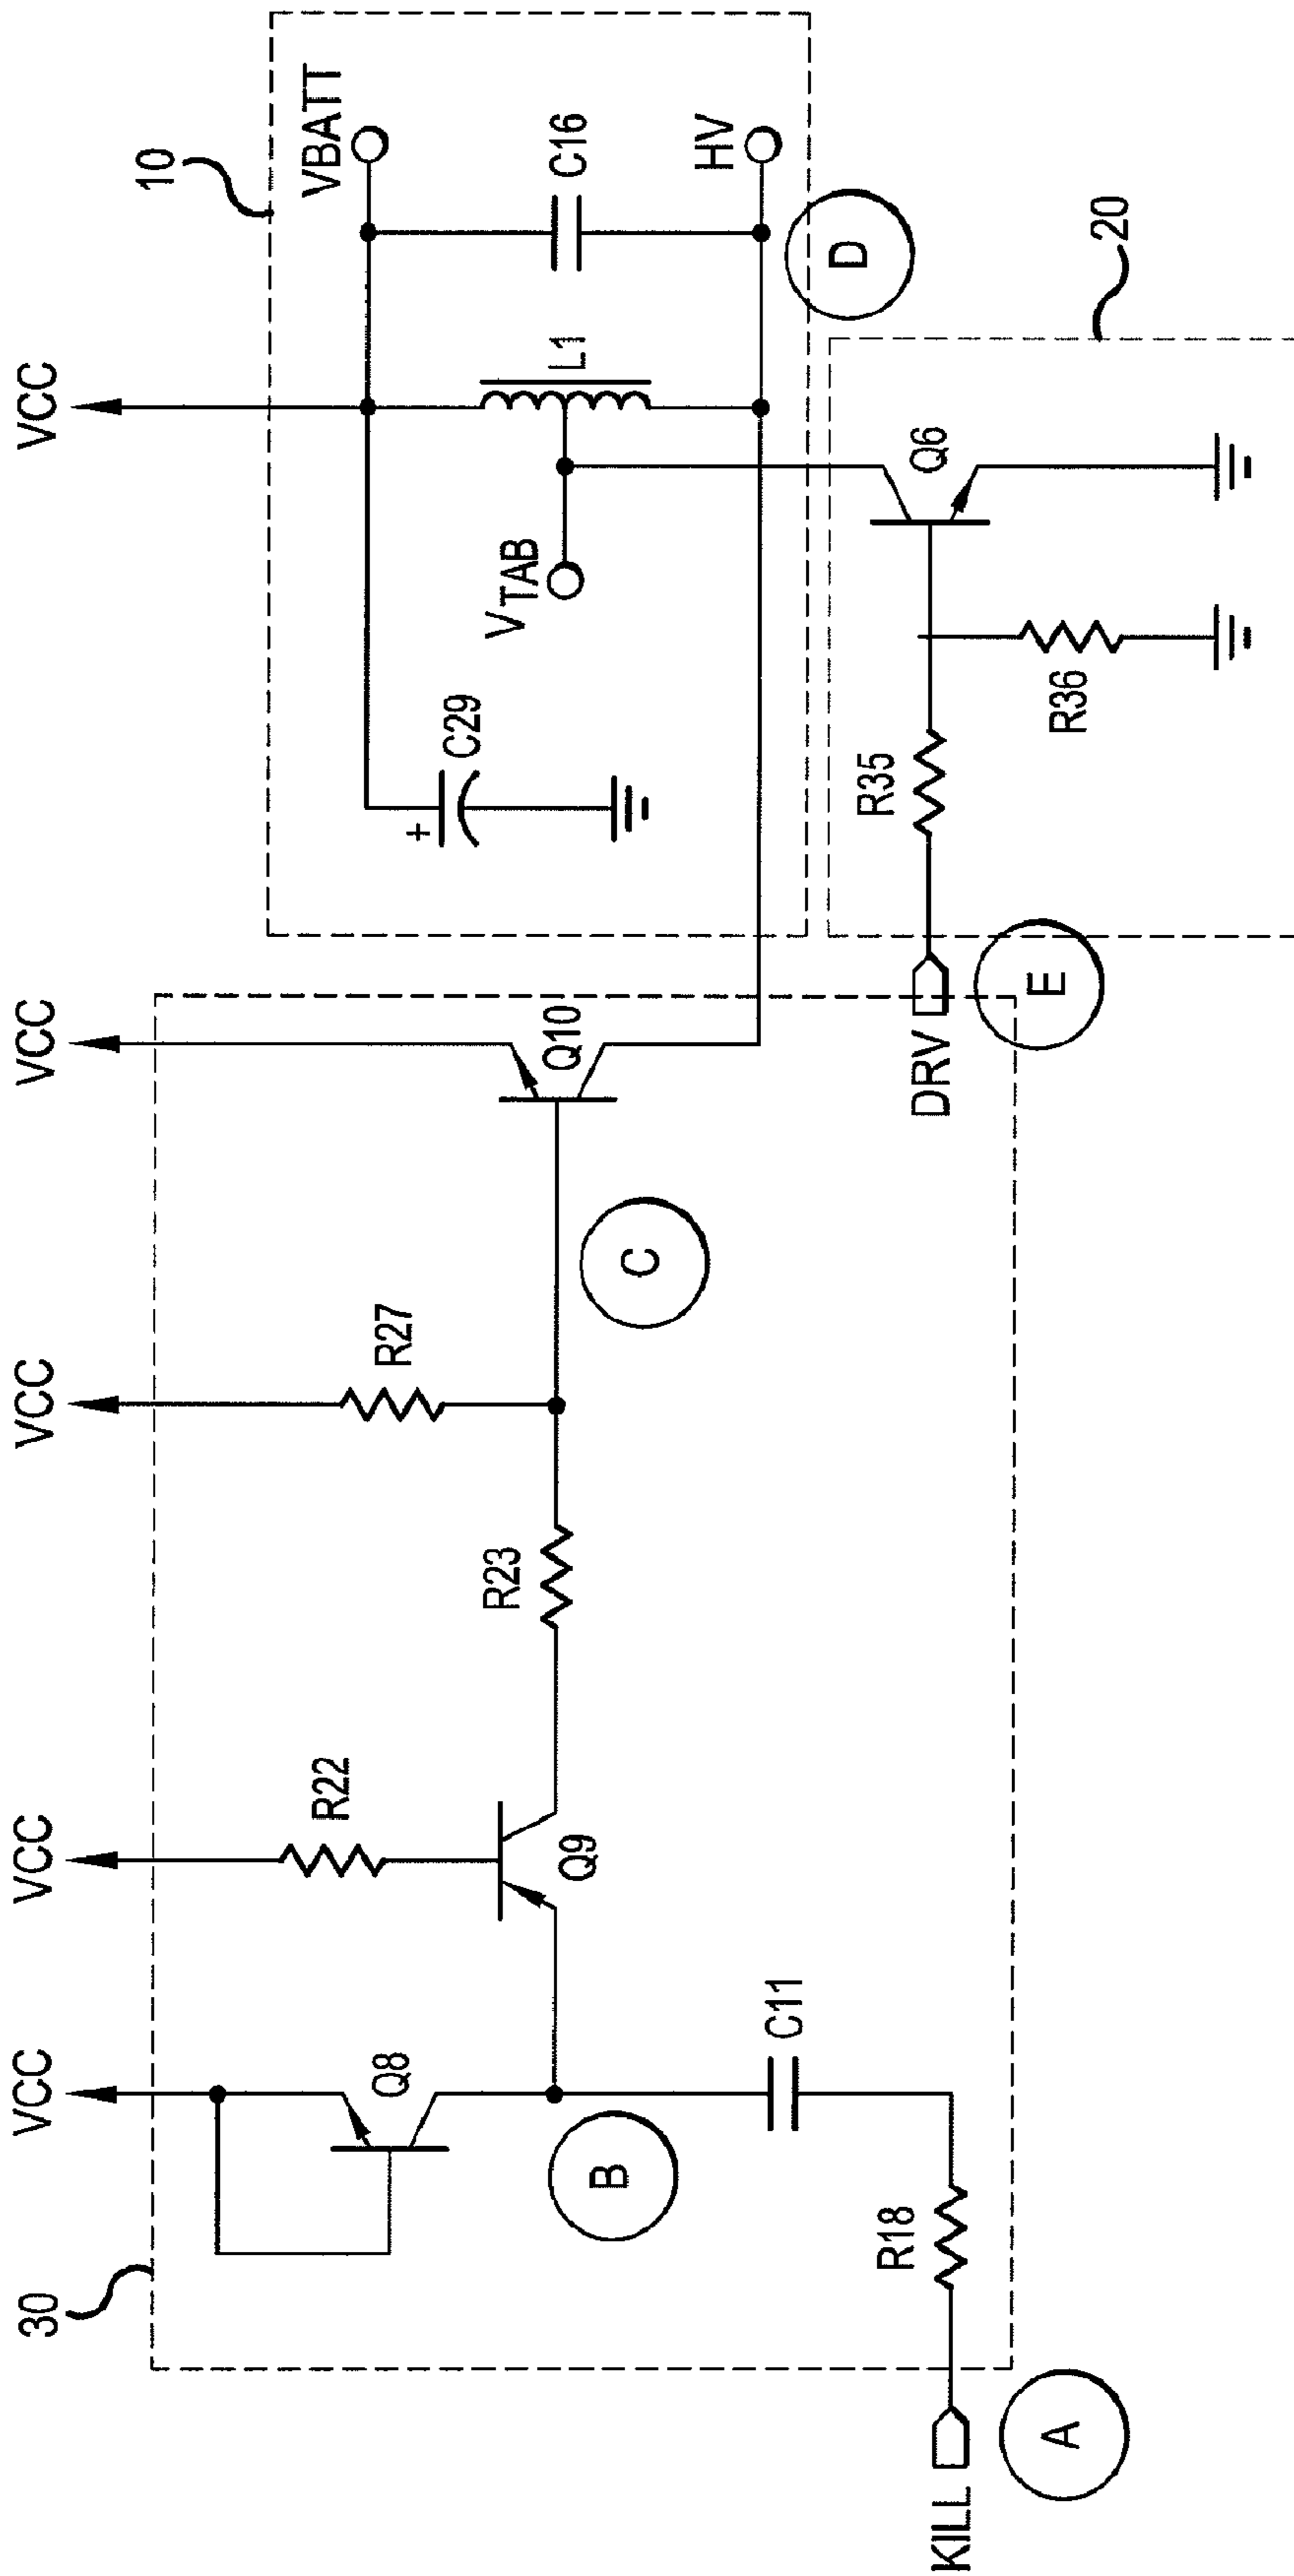 VCC
VCC
VCC
VCC
VCC
30
10
20
Q8
R22
Q9
R23
R27
Q10
C11
R18
KILL
A
B
C
D
E
DRV
R35
R36
Q6
C29
+
VTAB
L1
C16
VBATT
HV